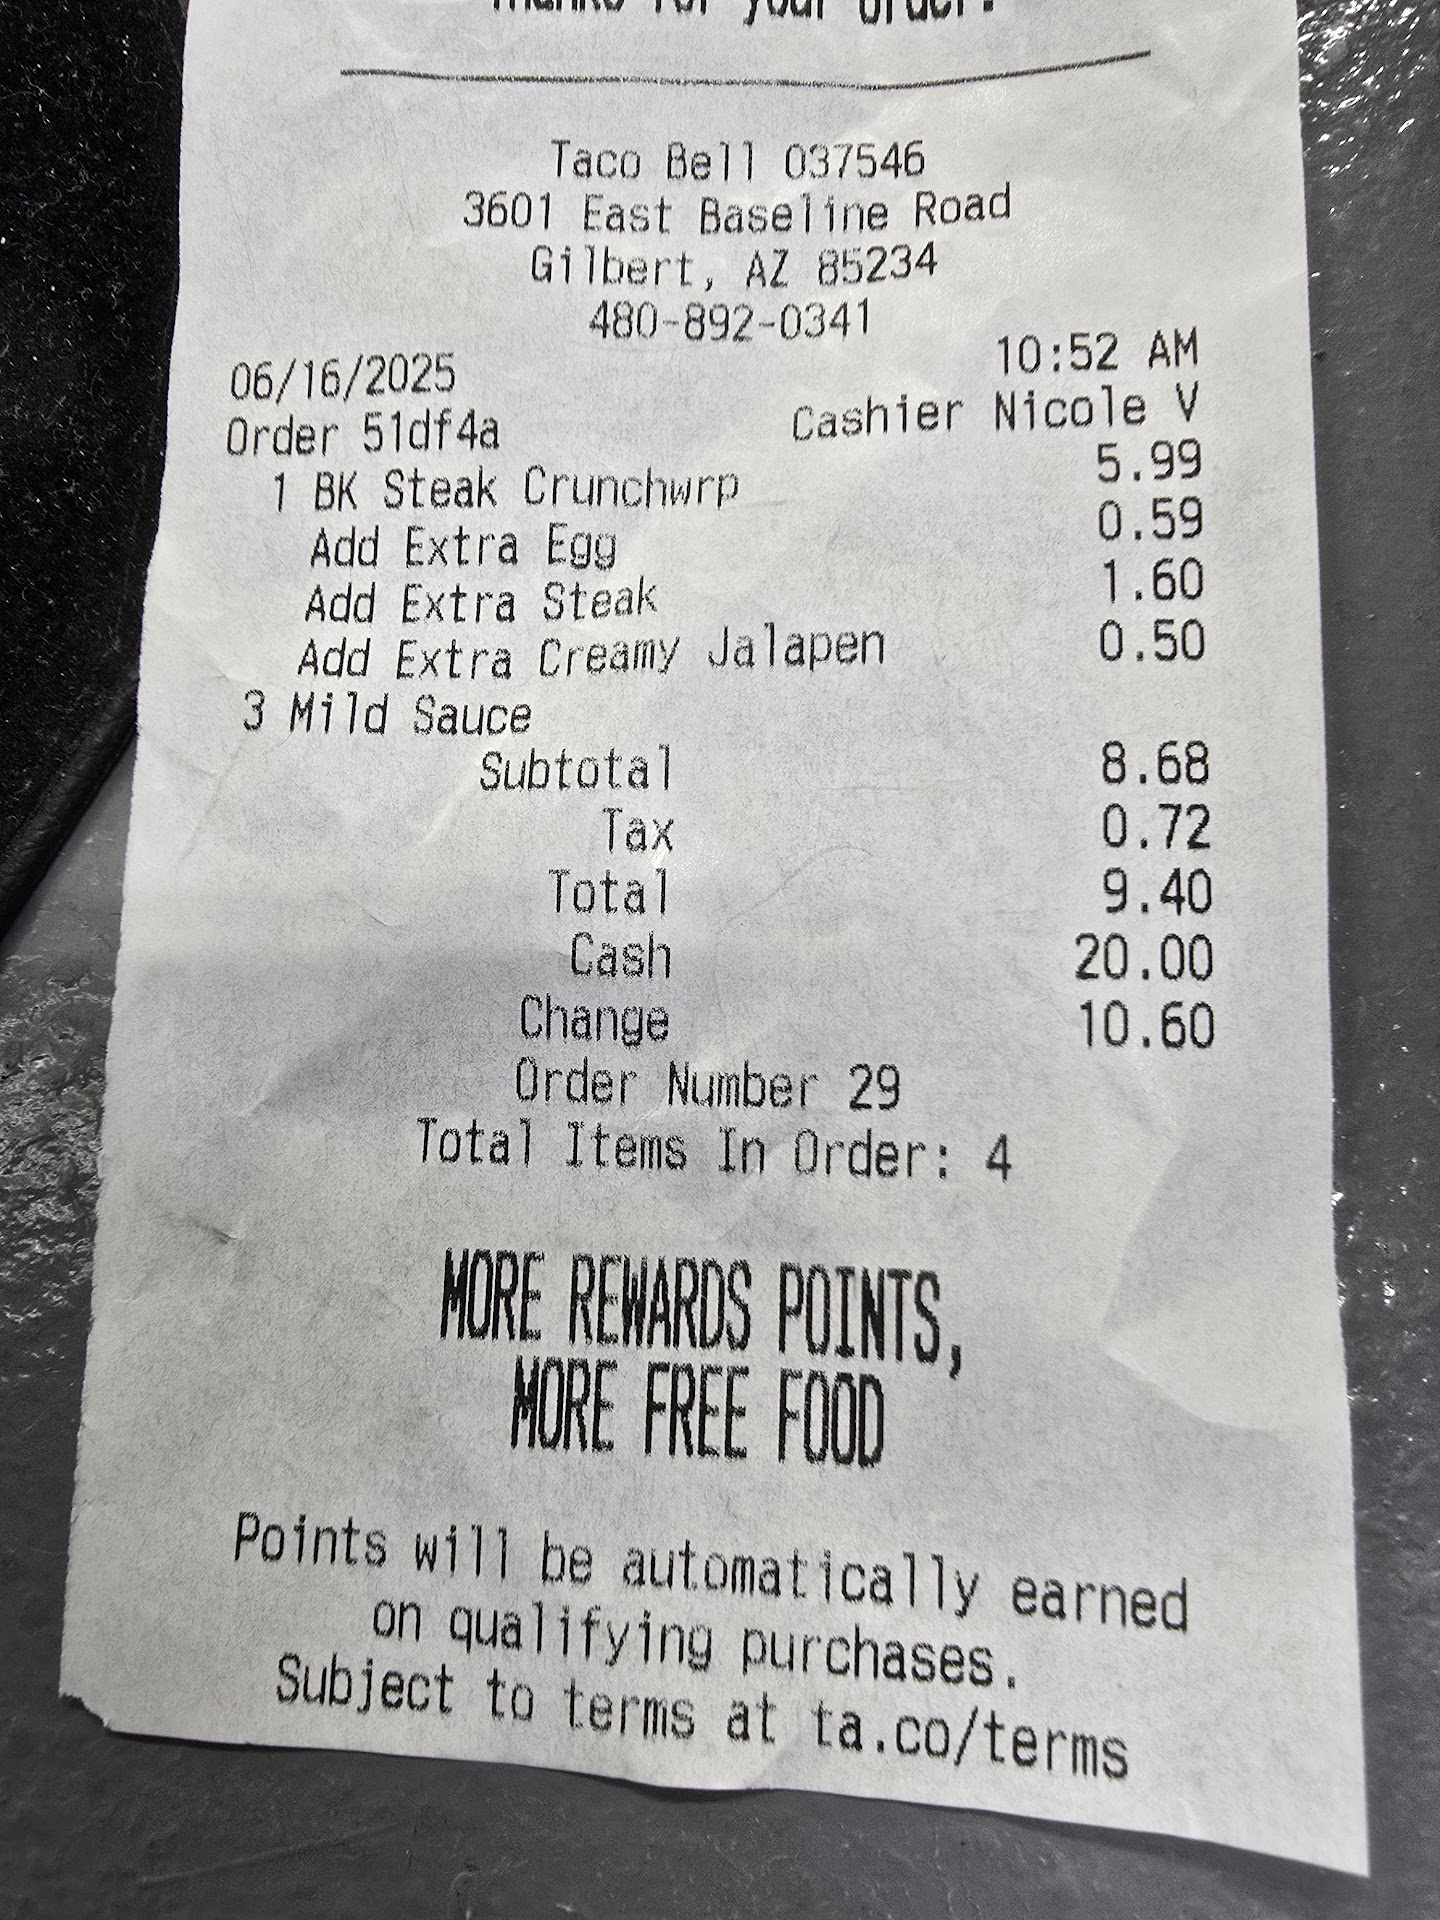 Thanks for your order!
Taco Bell 037546
3601 East Baseline Road
Gilbert, AZ 85234
480-892-0341
06/16/2025 10:52 AM
Order 51df4a Cashier Nicole V
1 BK Steak Crunchwrp 5.99
Add Extra Egg 0.59
Add Extra Steak 1.60
Add Extra Creamy Jalapen 0.50
3 Mild Sauce
Subtotal 8.68
Tax 0.72
Total 9.40
Cash 20.00
Change 10.60
Order Number 29
Total Items In Order: 4
MORE REWARDS POINTS,
MORE FREE FOOD
Points will be automatically earned
on qualifying purchases.
Subject to terms at ta.co/terms